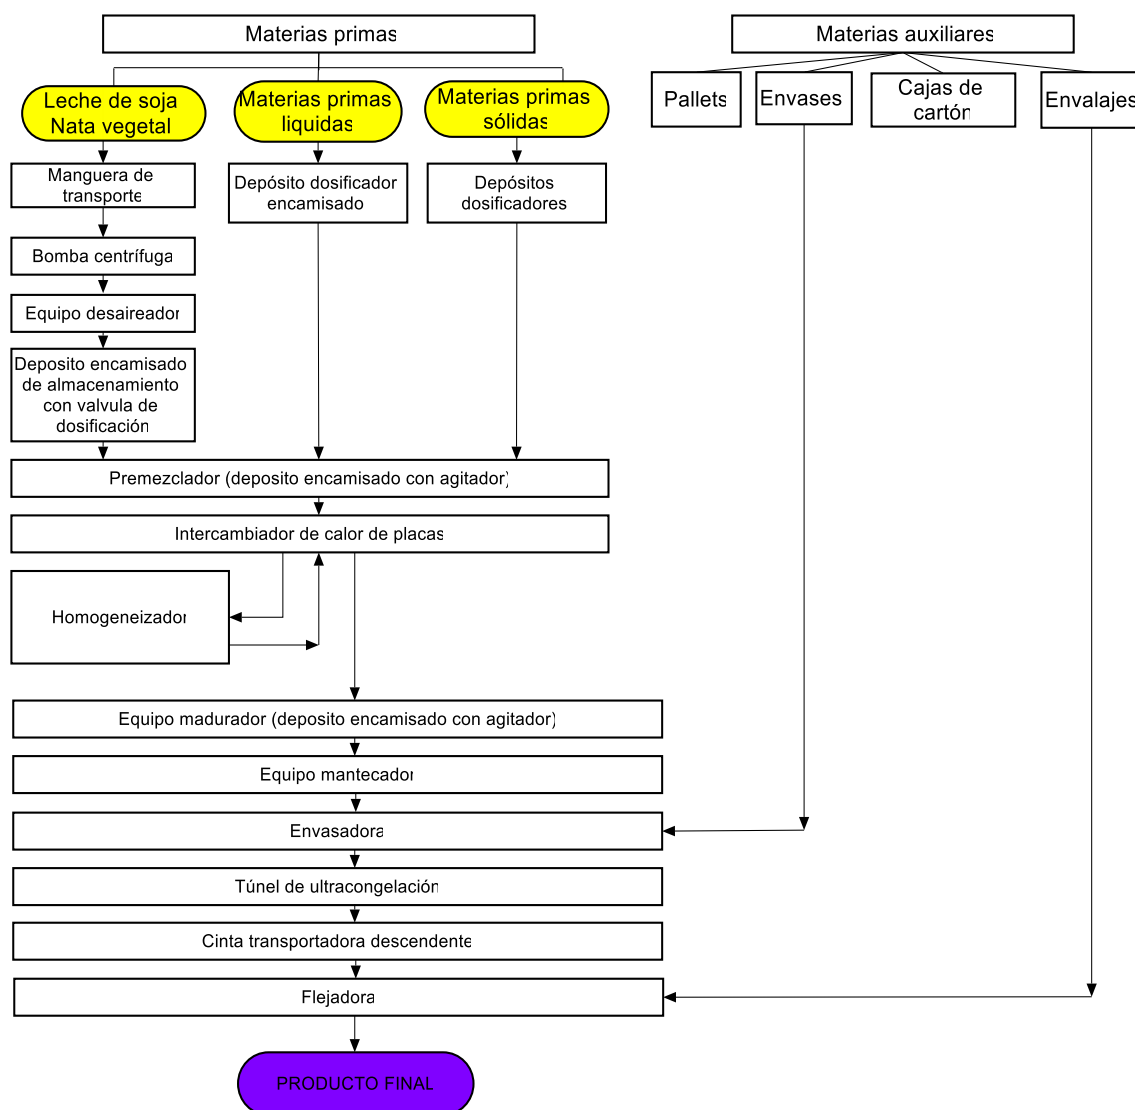 Materias primas
Materias auxiliares
Leche de soja
Nata vegetal
Materias primas
liquidas
Materias primas
sólidas
Pallets
Envases
Cajas de
cartón
Envalajes
Manguera de
transporte
Depósito dosificador
encamisado
Depósitos
dosificadores
Bomba centrífuga
Equipo desaireador
Deposito encamisado
de almacenamiento
con valvula de
dosificación
Premezclador (deposito encamisado con agitador)
Intercambiador de calor de placas
Homogeneizador
Equipo madurador (deposito encamisado con agitador)
Equipo mantecador
Envasadora
Túnel de ultracongelación
Cinta transportadora descendente
Flejadora
PRODUCTO FINAL